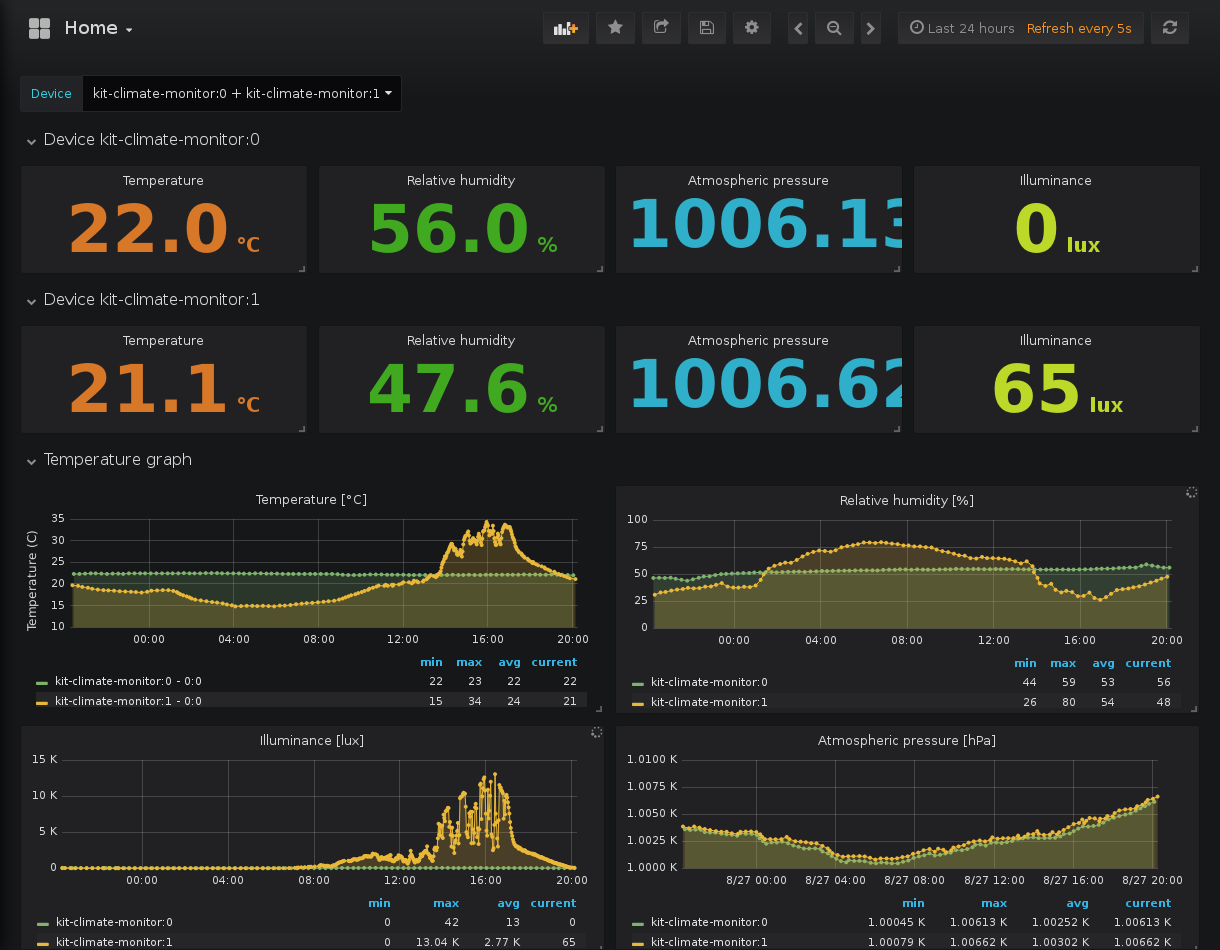 Home
Last 24 hours Refresh every 5s
Device kit-climate-monitor:0 + kit-climate-monitor:1
Device kit-climate-monitor:0
Temperature Relative humidity Atmospheric pressure Illuminance
22.0 °C 56.0 % 1006.13 0 lux
Device kit-climate-monitor:1
Temperature Relative humidity Atmospheric pressure Illuminance
21.1 °C 47.6 % 1006.62 65 lux
Temperature graph
Temperature [°C]
Temperature (C)
35
30
25
20
15
10
00:00 04:00 08:00 12:00 16:00 20:00
min max avg current
kit-climate-monitor:0 - 0:0 22 23 22 22
kit-climate-monitor:1 - 0:0 15 34 24 21
Relative humidity [%]
100
75
50
25
0
00:00 04:00 08:00 12:00 16:00 20:00
min max avg current
kit-climate-monitor:0 44 59 53 56
kit-climate-monitor:1 26 80 54 48
Illuminance [lux]
15 K
10 K
5 K
0
00:00 04:00 08:00 12:00 16:00 20:00
min max avg current
kit-climate-monitor:0 0 42 13 0
kit-climate-monitor:1 0 13.04 K 2.77 K 65
Atmospheric pressure [hPa]
1.0100 K
1.0075 K
1.0050 K
1.0025 K
1.0000 K
8/27 00:00 8/27 04:00 8/27 08:00 8/27 12:00 8/27 16:00 8/27 20:00
min max avg current
kit-climate-monitor:0 1.00045 K 1.00613 K 1.00252 K 1.00613 K
kit-climate-monitor:1 1.00079 K 1.00662 K 1.00302 K 1.00662 K